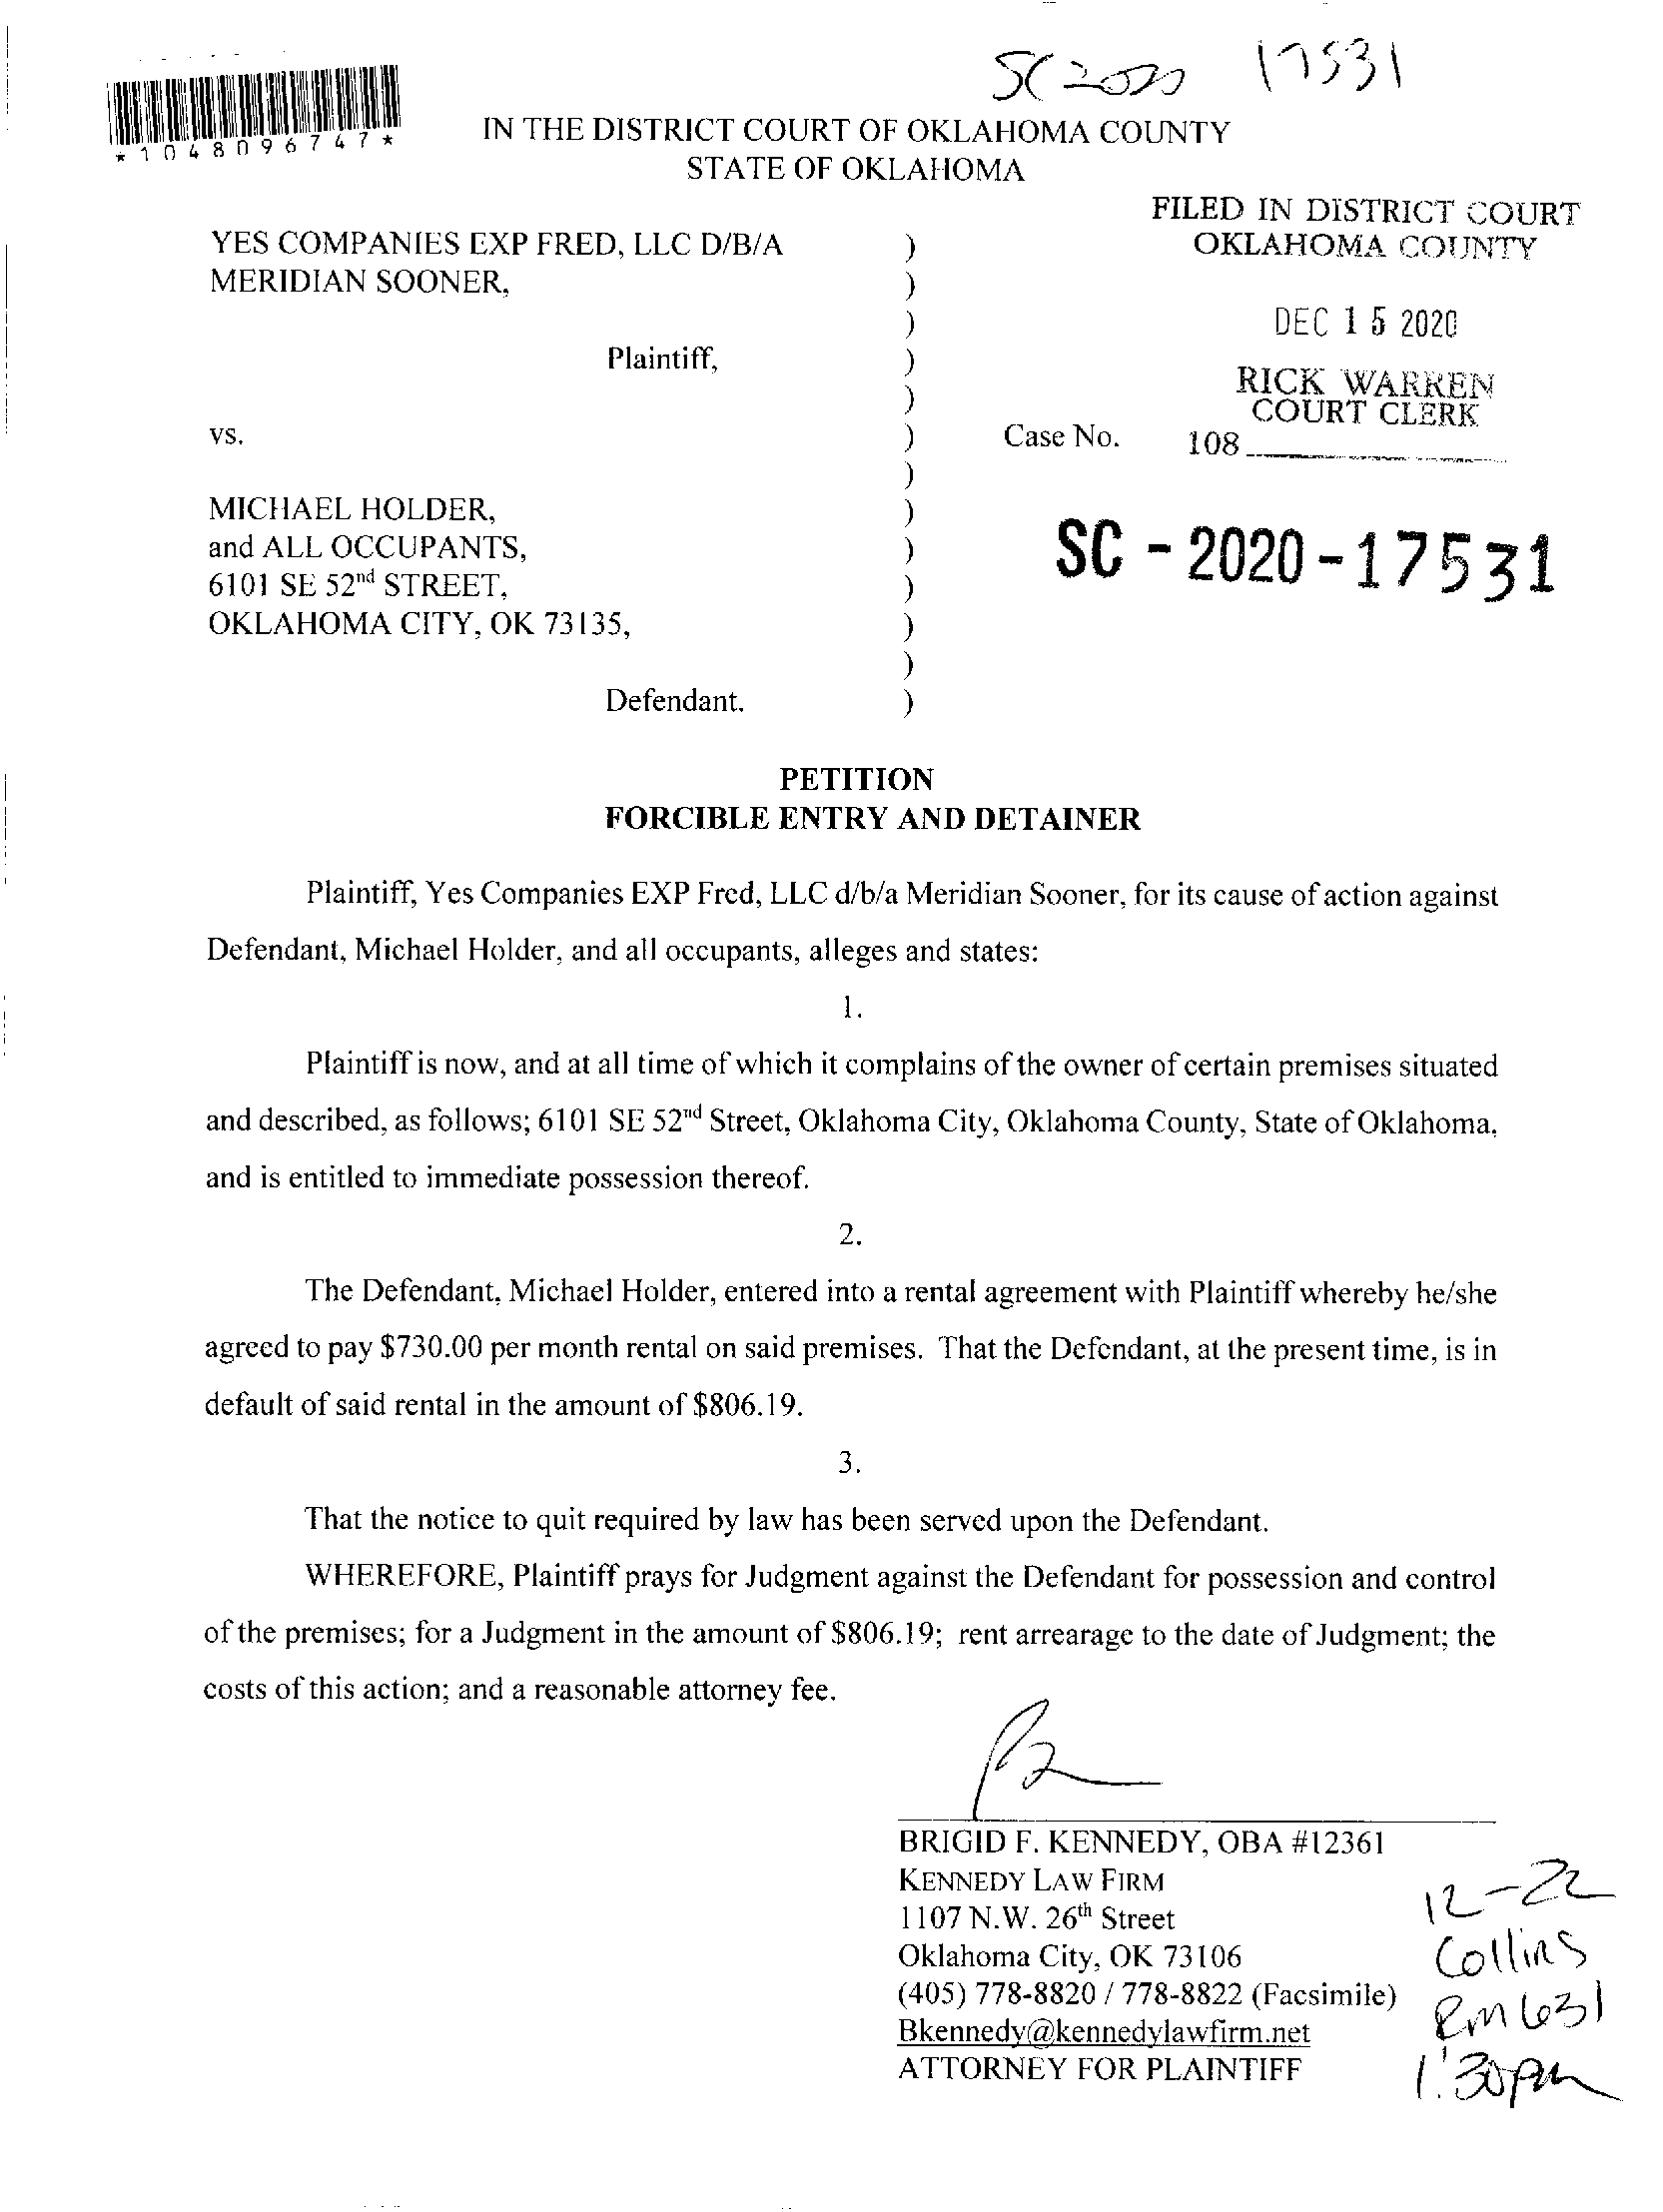 SC 2020 17531
*1048096747*
IN THE DISTRICT COURT OF OKLAHOMA COUNTY
STATE OF OKLAHOMA
FILED IN DISTRICT COURT
OKLAHOMA COUNTY
YES COMPANIES EXP FRED, LLC D/B/A )
MERIDIAN SOONER, )
)
DEC 15 2020
Plaintiff, )
RICK WARREN
COURT CLERK
)
vs. ) Case No. 108
)
MICHAEL HOLDER, )
and ALL OCCUPANTS, ) SC - 2020 - 17531
6101 SE 52nd STREET, )
OKLAHOMA CITY, OK 73135, )
)
Defendant. )
PETITION
FORCIBLE ENTRY AND DETAINER
Plaintiff, Yes Companies EXP Fred, LLC d/b/a Meridian Sooner, for its cause of action against
Defendant, Michael Holder, and all occupants, alleges and states:
1.
Plaintiff is now, and at all time of which it complains of the owner of certain premises situated
and described, as follows; 6101 SE 52nd Street, Oklahoma City, Oklahoma County, State of Oklahoma,
and is entitled to immediate possession thereof.
2.
The Defendant, Michael Holder, entered into a rental agreement with Plaintiff whereby he/she
agreed to pay $730.00 per month rental on said premises. That the Defendant, at the present time, is in
default of said rental in the amount of $806.19.
3.
That the notice to quit required by law has been served upon the Defendant.
WHEREFORE, Plaintiff prays for Judgment against the Defendant for possession and control
of the premises; for a Judgment in the amount of $806.19; rent arrearage to the date of Judgment; the
costs of this action; and a reasonable attorney fee.
BRIGID F. KENNEDY, OBA #12361
KENNEDY LAW FIRM
1107 N.W. 26th Street
Oklahoma City, OK 73106
(405) 778-8820 / 778-8822 (Facsimile)
Bkennedy@kennedylawfirm.net
ATTORNEY FOR PLAINTIFF
12-22
Collins
Rm 631
1:30pm